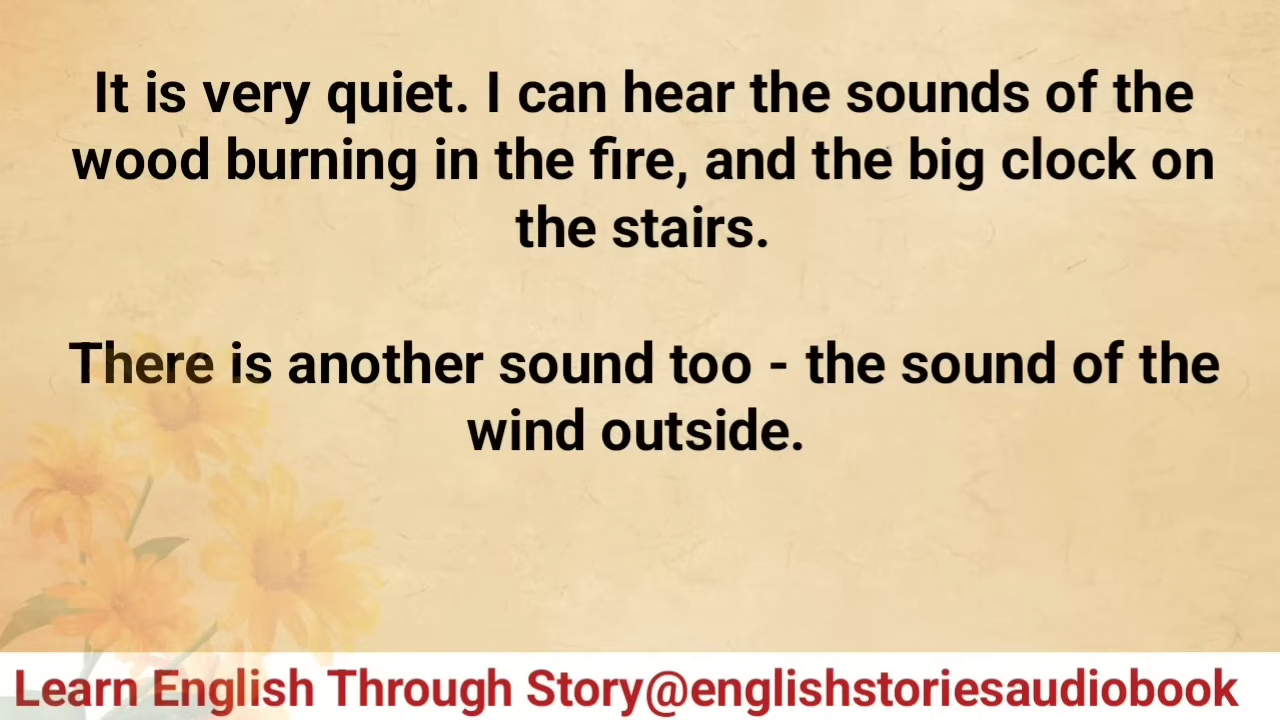 It is very quiet. I can hear the sounds of the
wood burning in the fire, and the big clock on
the stairs.
There is another sound too - the sound of the
wind outside.
Learn English Through Story@englishstoriesaudiobook